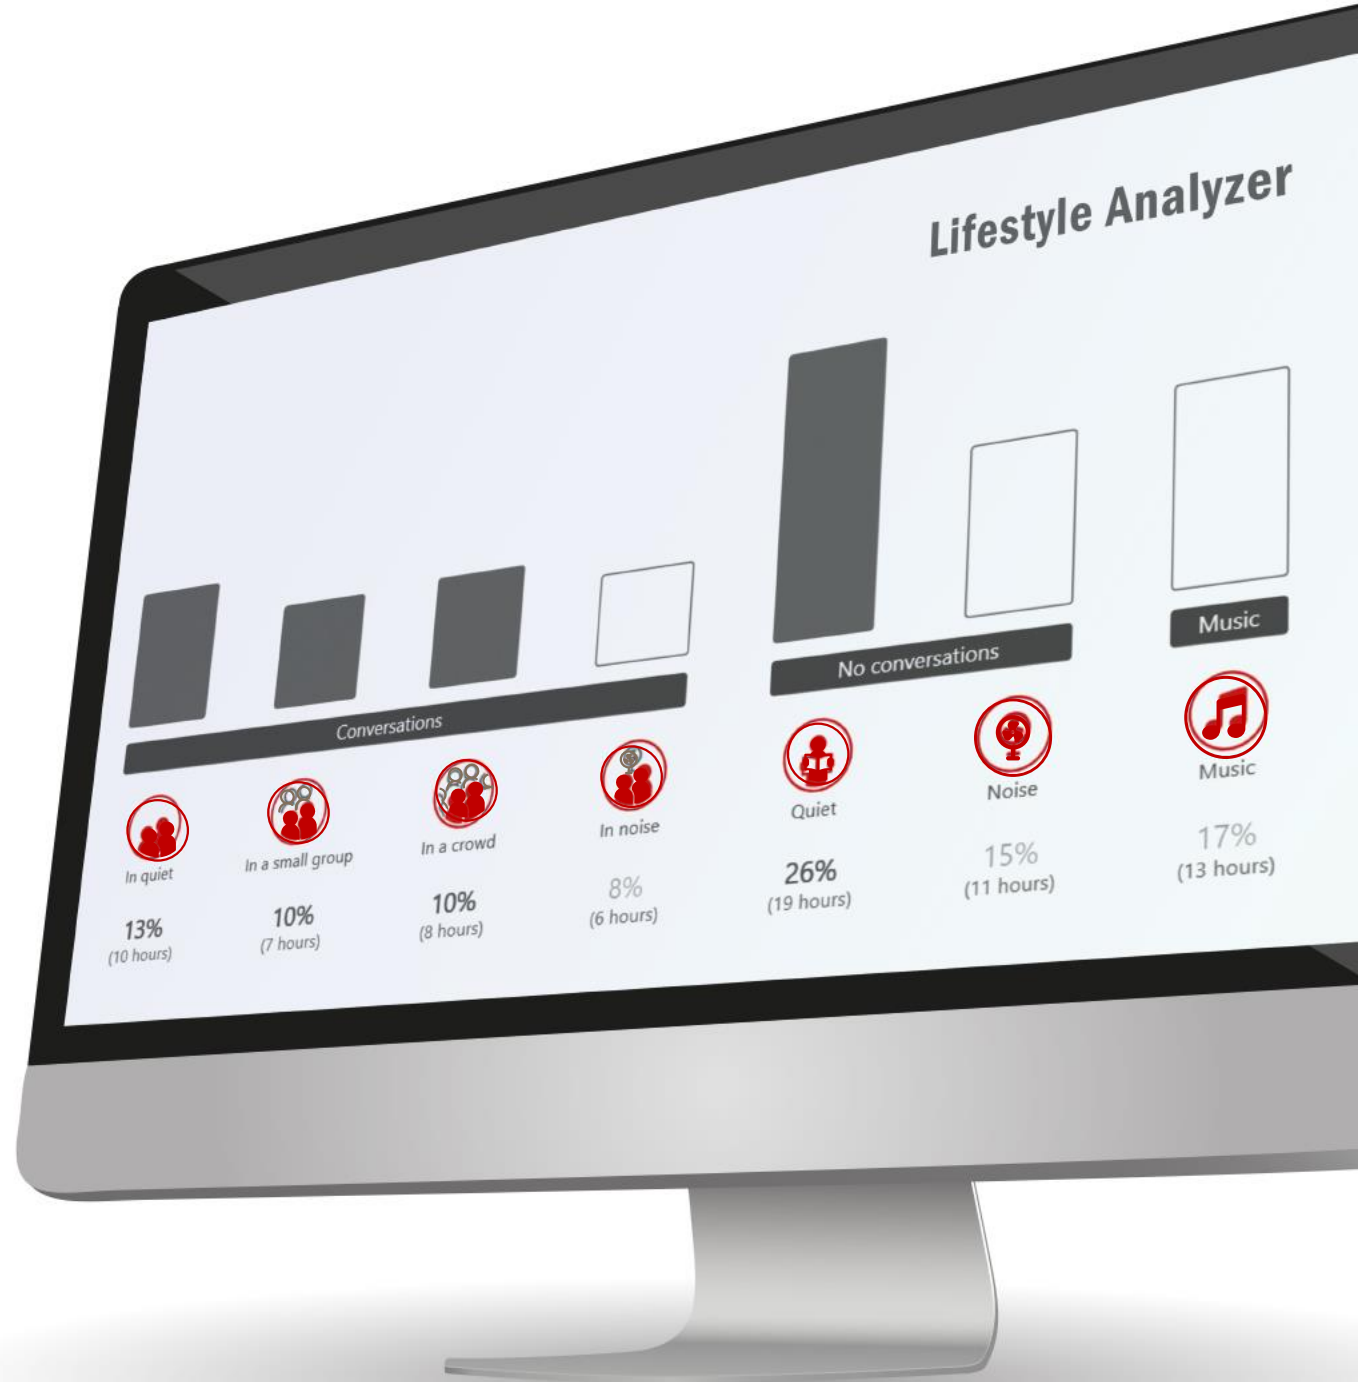 Lifestyle Analyzer
Conversations
No conversations
Music
In quiet
In a small group
In a crowd
In noise
Quiet
Noise
Music
13%
(10 hours)
10%
(7 hours)
10%
(8 hours)
8%
(6 hours)
26%
(19 hours)
15%
(11 hours)
17%
(13 hours)